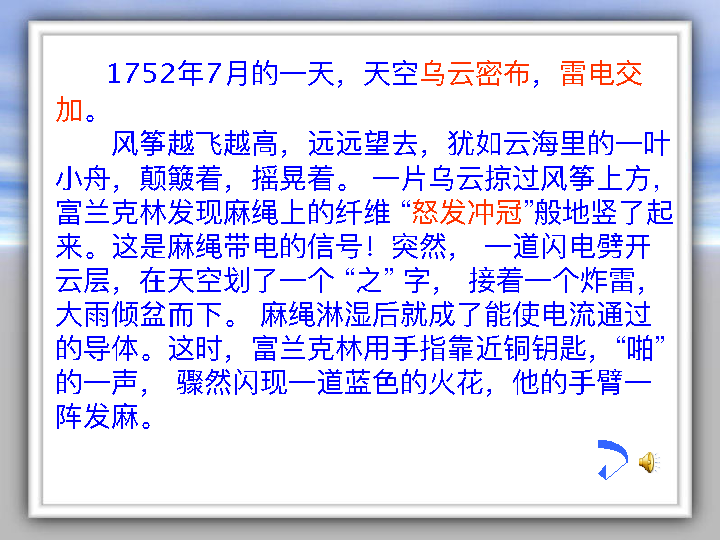 1752年7月的一天，天空乌云密布，雷电交
加。
风筝越飞越高，远远望去，犹如云海里的一叶
小舟，颠簸着，摇晃着。 一片乌云掠过风筝上方，
富兰克林发现麻绳上的纤维“怒发冲冠”般地竖了起
来。这是麻绳带电的信号！突然， 一道闪电劈开
云层，在天空划了一个“之”字， 接着一个炸雷，
大雨倾盆而下。 麻绳淋湿后就成了能使电流通过
的导体。这时，富兰克林用手指靠近铜钥匙，“啪”
的一声， 骤然闪现一道蓝色的火花，他的手臂一
阵发麻。